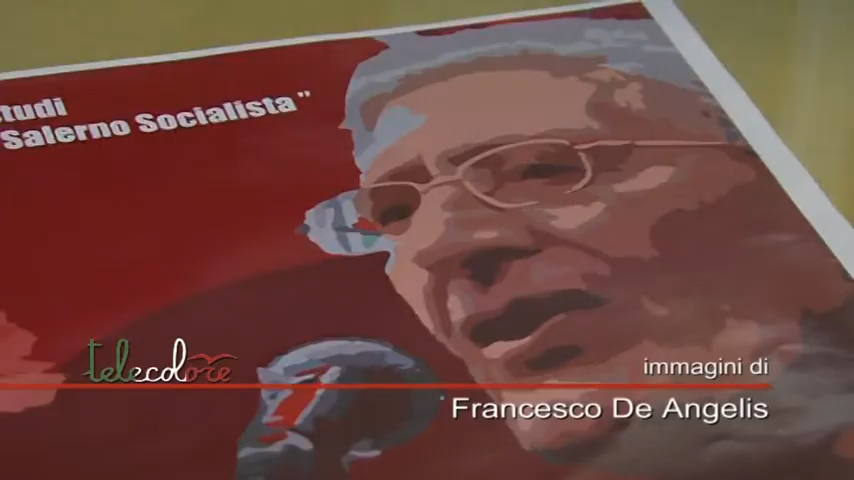 tudi
Salerno Socialista"
telecolore
immagini di
Francesco De Angelis